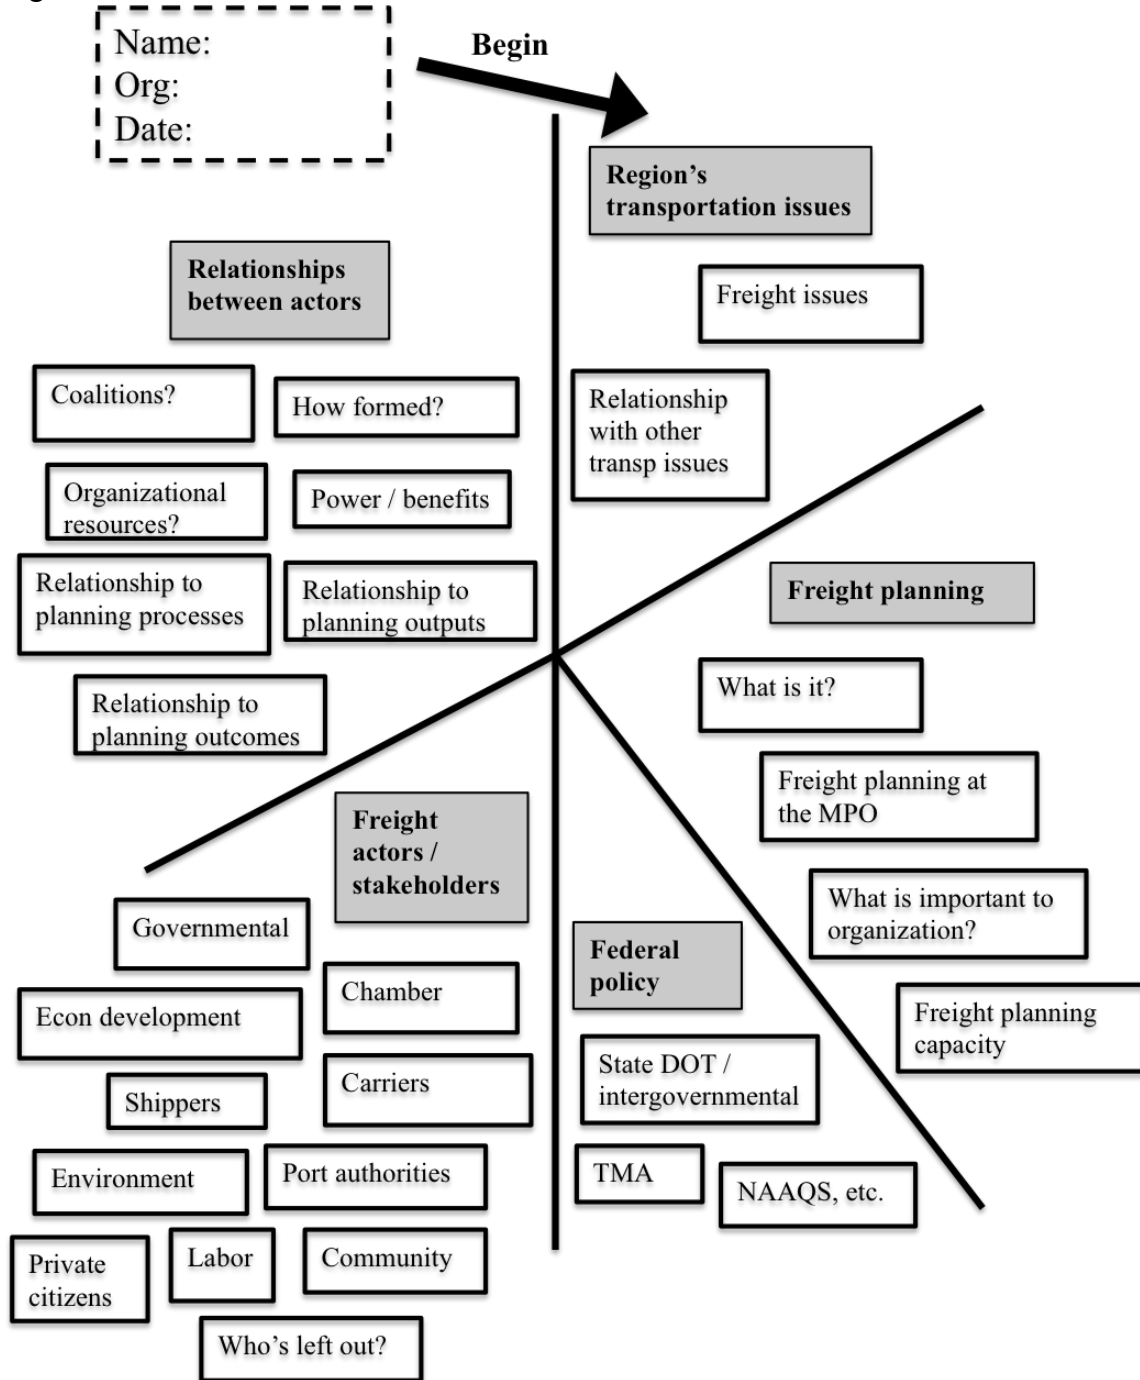 Name:
Org:
Date:
Begin
Region’s
transportation issues
Freight issues
Relationship
with other
transp issues
Freight planning
What is it?
Freight planning at
the MPO
What is important to
organization?
Freight planning
capacity
Federal
policy
State DOT /
intergovernmental
TMA
NAAQS, etc.
Freight
actors /
stakeholders
Governmental
Chamber
Econ development
Carriers
Shippers
Environment
Port authorities
Private
citizens
Labor
Community
Who’s left out?
Relationships
between actors
Coalitions?
How formed?
Organizational
resources?
Power / benefits
Relationship to
planning processes
Relationship to
planning outputs
Relationship to
planning outcomes